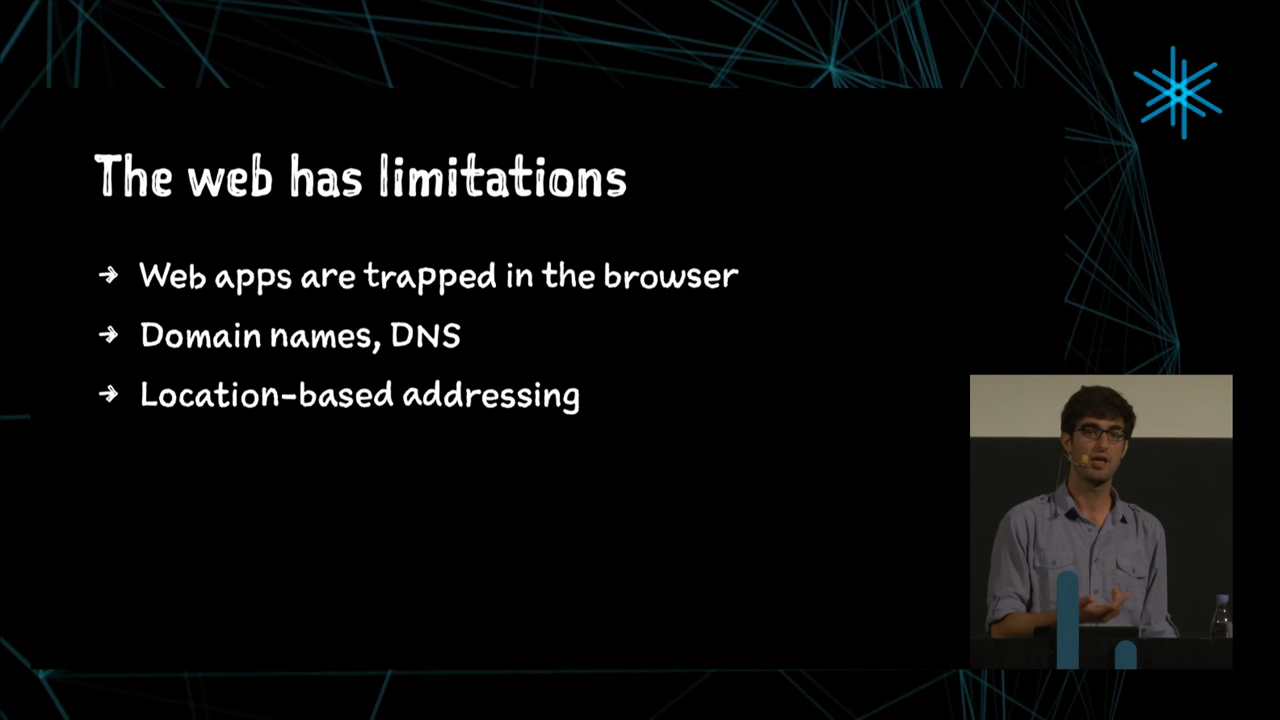 The web has limitations
→ Web apps are trapped in the browser
→ Domain names, DNS
→ Location-based addressing